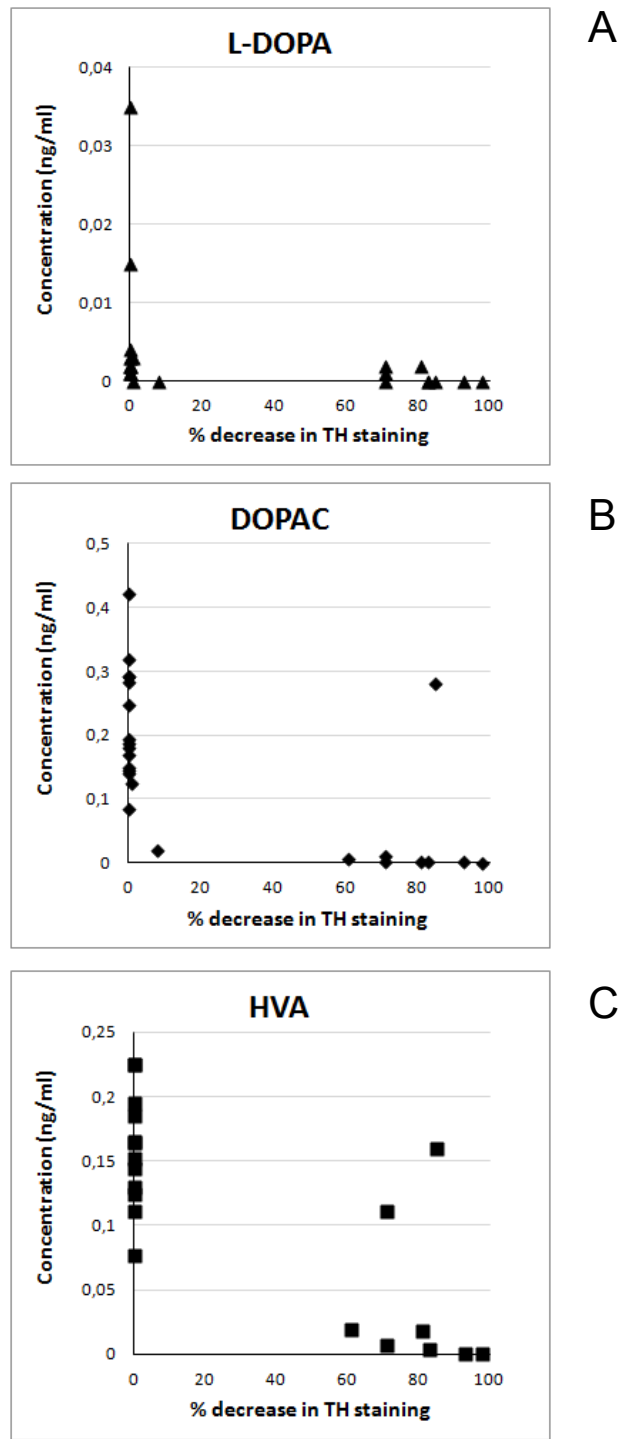 A
L-DOPA
Concentration (ng/ml)
0,04
0,03
0,02
0,01
0
0 20 40 60 80 100
% decrease in TH staining
B
DOPAC
Concentration (ng/ml)
0,5
0,4
0,3
0,2
0,1
0
0 20 40 60 80 100
% decrease in TH staining
C
HVA
Concentration (ng/ml)
0,25
0,2
0,15
0,1
0,05
0
0 20 40 60 80 100
% decrease in TH staining